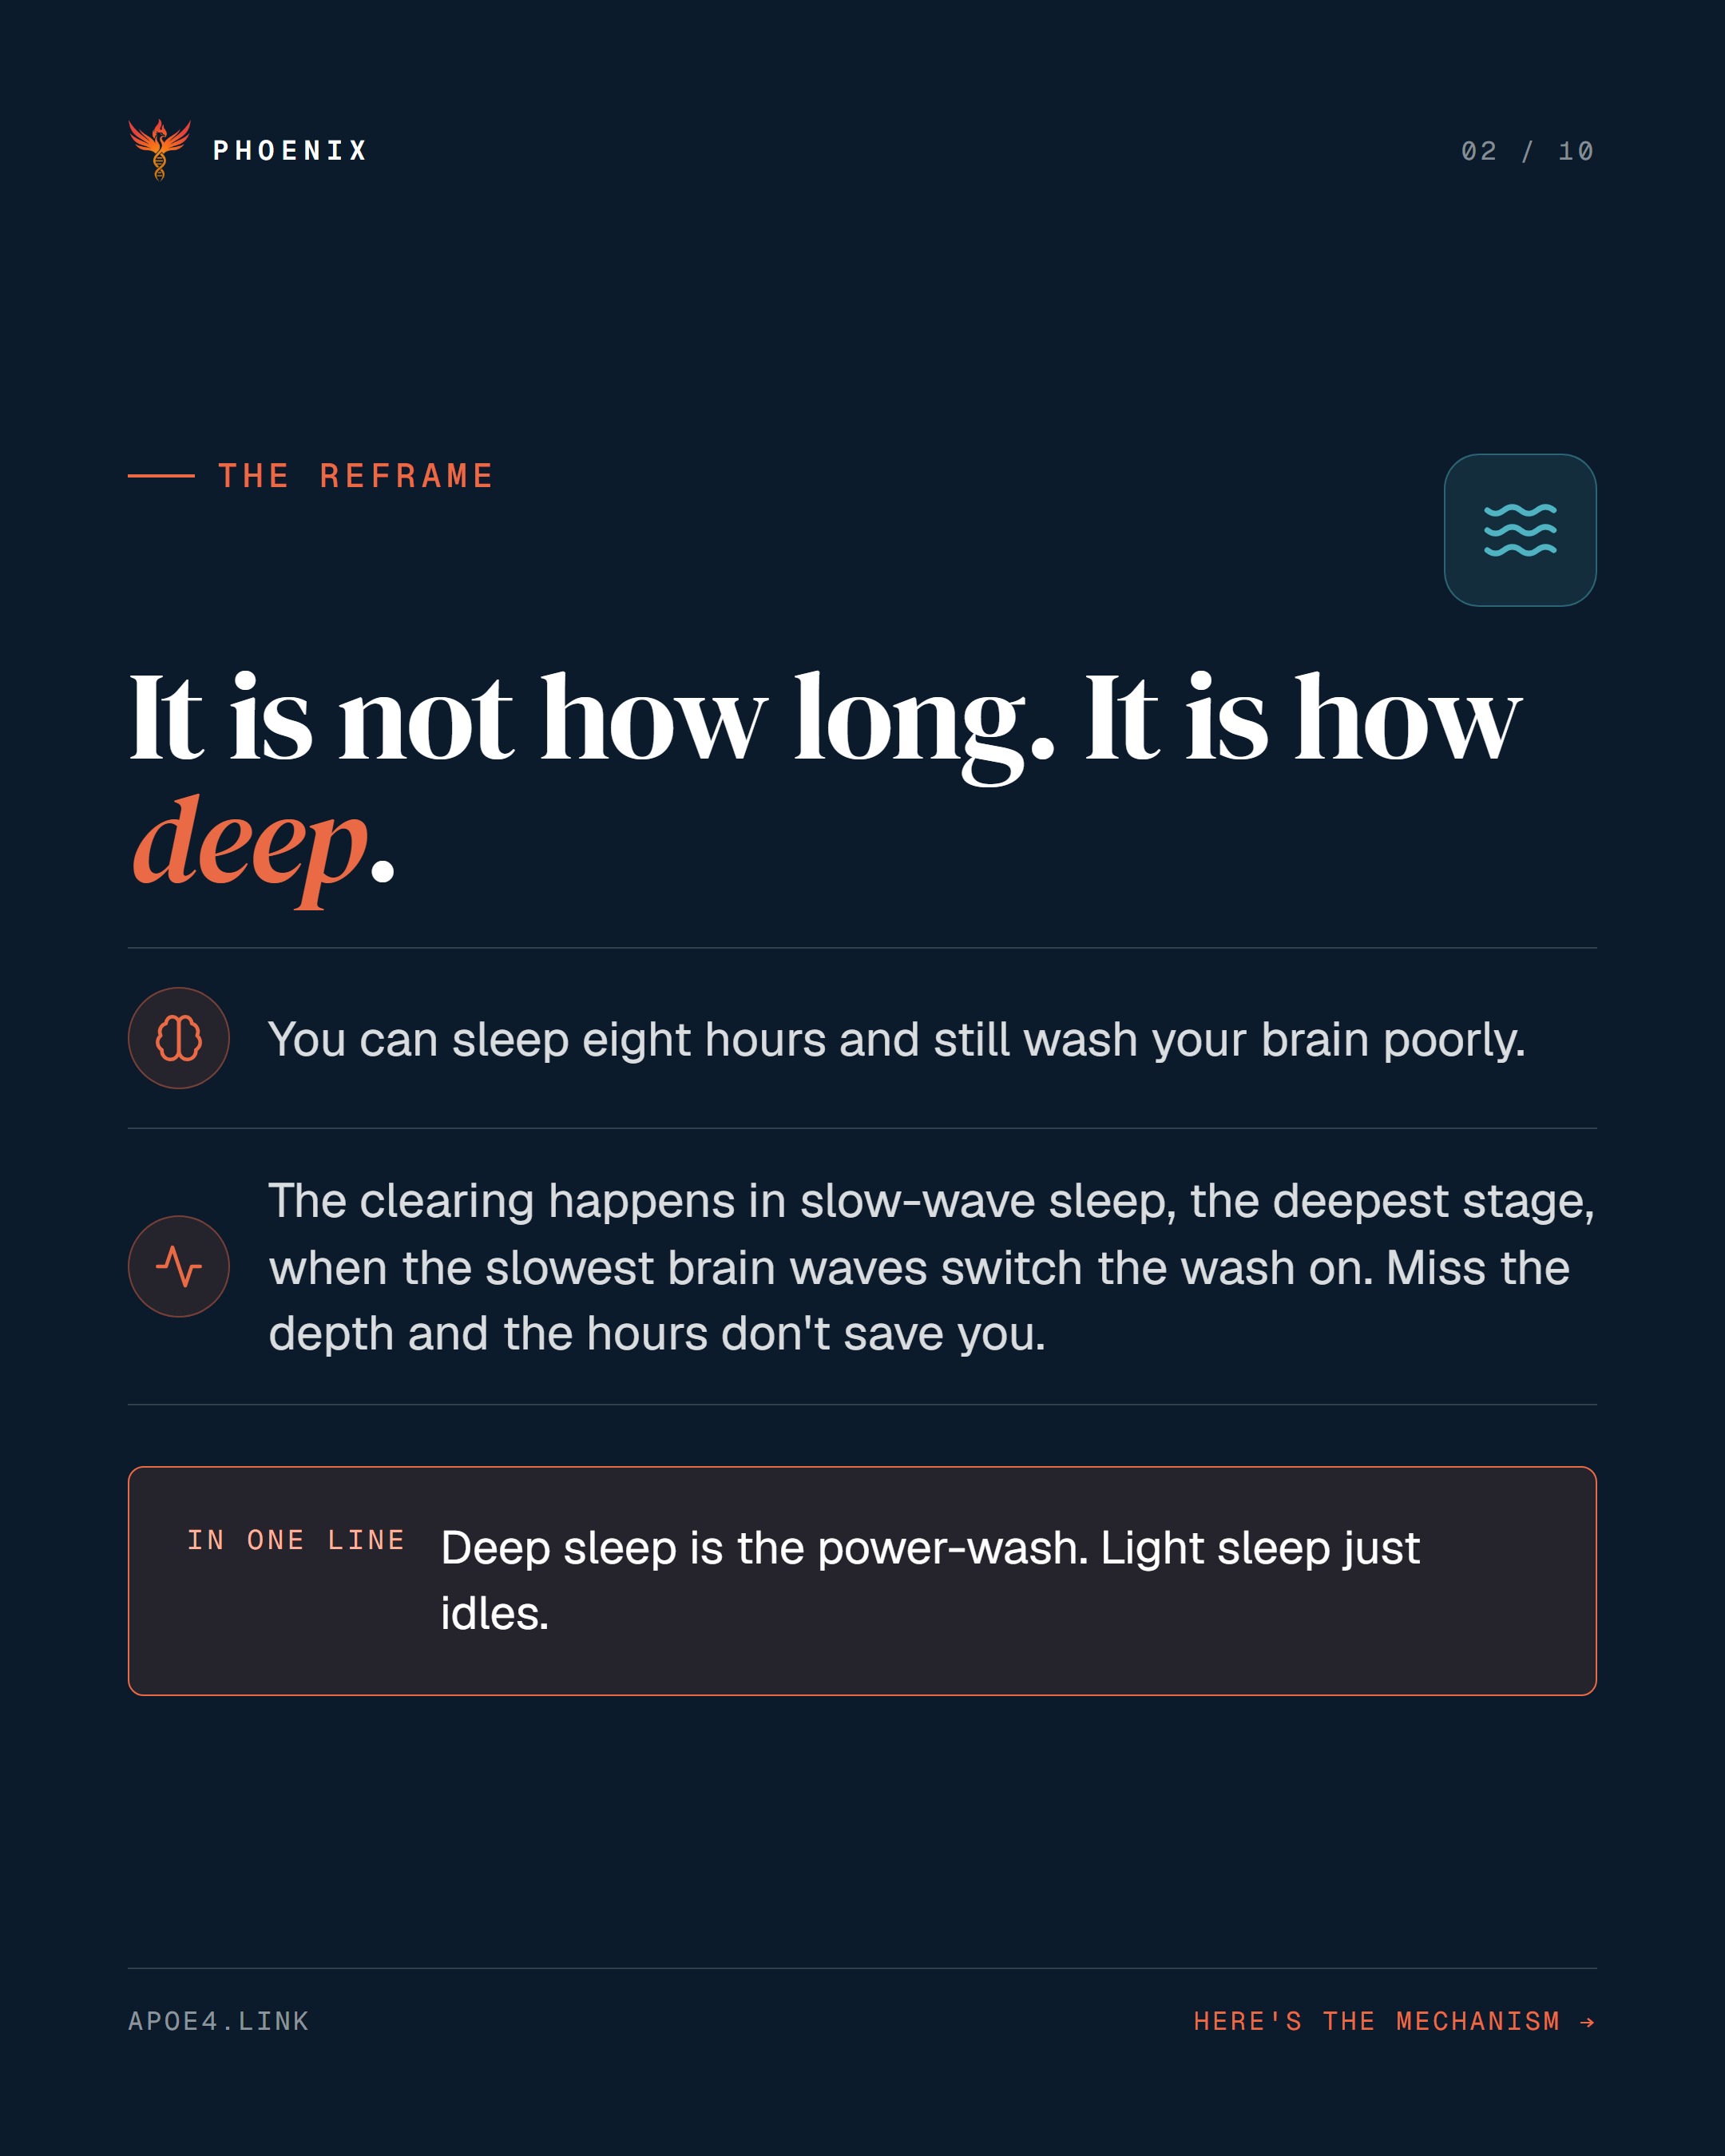 PHOENIX
02 / 10
THE REFRAME
It is not how long. It is how
deep.
You can sleep eight hours and still wash your brain poorly.
The clearing happens in slow-wave sleep, the deepest stage,
when the slowest brain waves switch the wash on. Miss the
depth and the hours don't save you.
IN ONE LINE
Deep sleep is the power-wash. Light sleep just
idles.
APOE4.LINK
HERE'S THE MECHANISM →